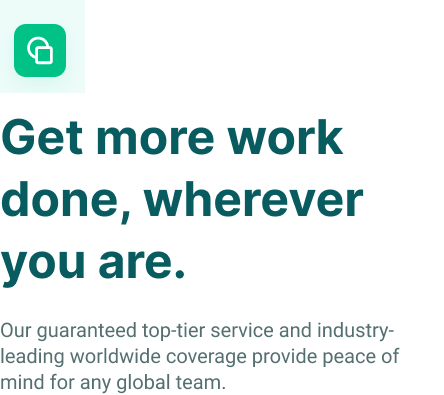 Get more work
done, wherever
you are.
Our guaranteed top-tier service and industry-
leading worldwide coverage provide peace of
mind for any global team.